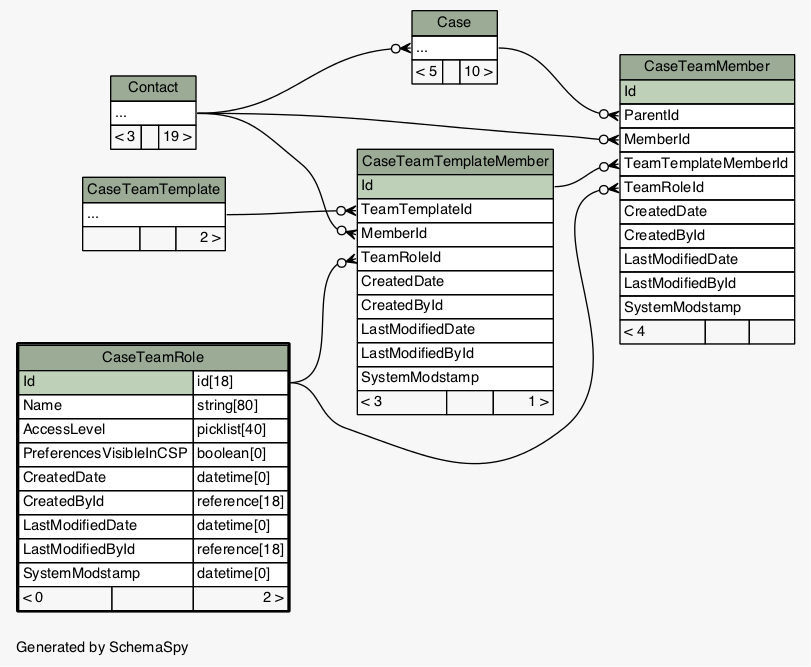 Case
...
< 5 10 >
CaseTeamMember
Id
ParentId
MemberId
TeamTemplateMemberId
TeamRoleId
CreatedDate
CreatedById
LastModifiedDate
LastModifiedById
SystemModstamp
< 4
Contact
...
< 3 19 >
CaseTeamTemplateMember
Id
TeamTemplateId
MemberId
TeamRoleId
CreatedDate
CreatedById
LastModifiedDate
LastModifiedById
SystemModstamp
< 3 1 >
CaseTeamTemplate
...
2 >
CaseTeamRole
Id id[18]
Name string[80]
AccessLevel picklist[40]
PreferencesVisibleInCSP boolean[0]
CreatedDate datetime[0]
CreatedById reference[18]
LastModifiedDate datetime[0]
LastModifiedById reference[18]
SystemModstamp datetime[0]
< 0 2 >
Generated by SchemaSpy